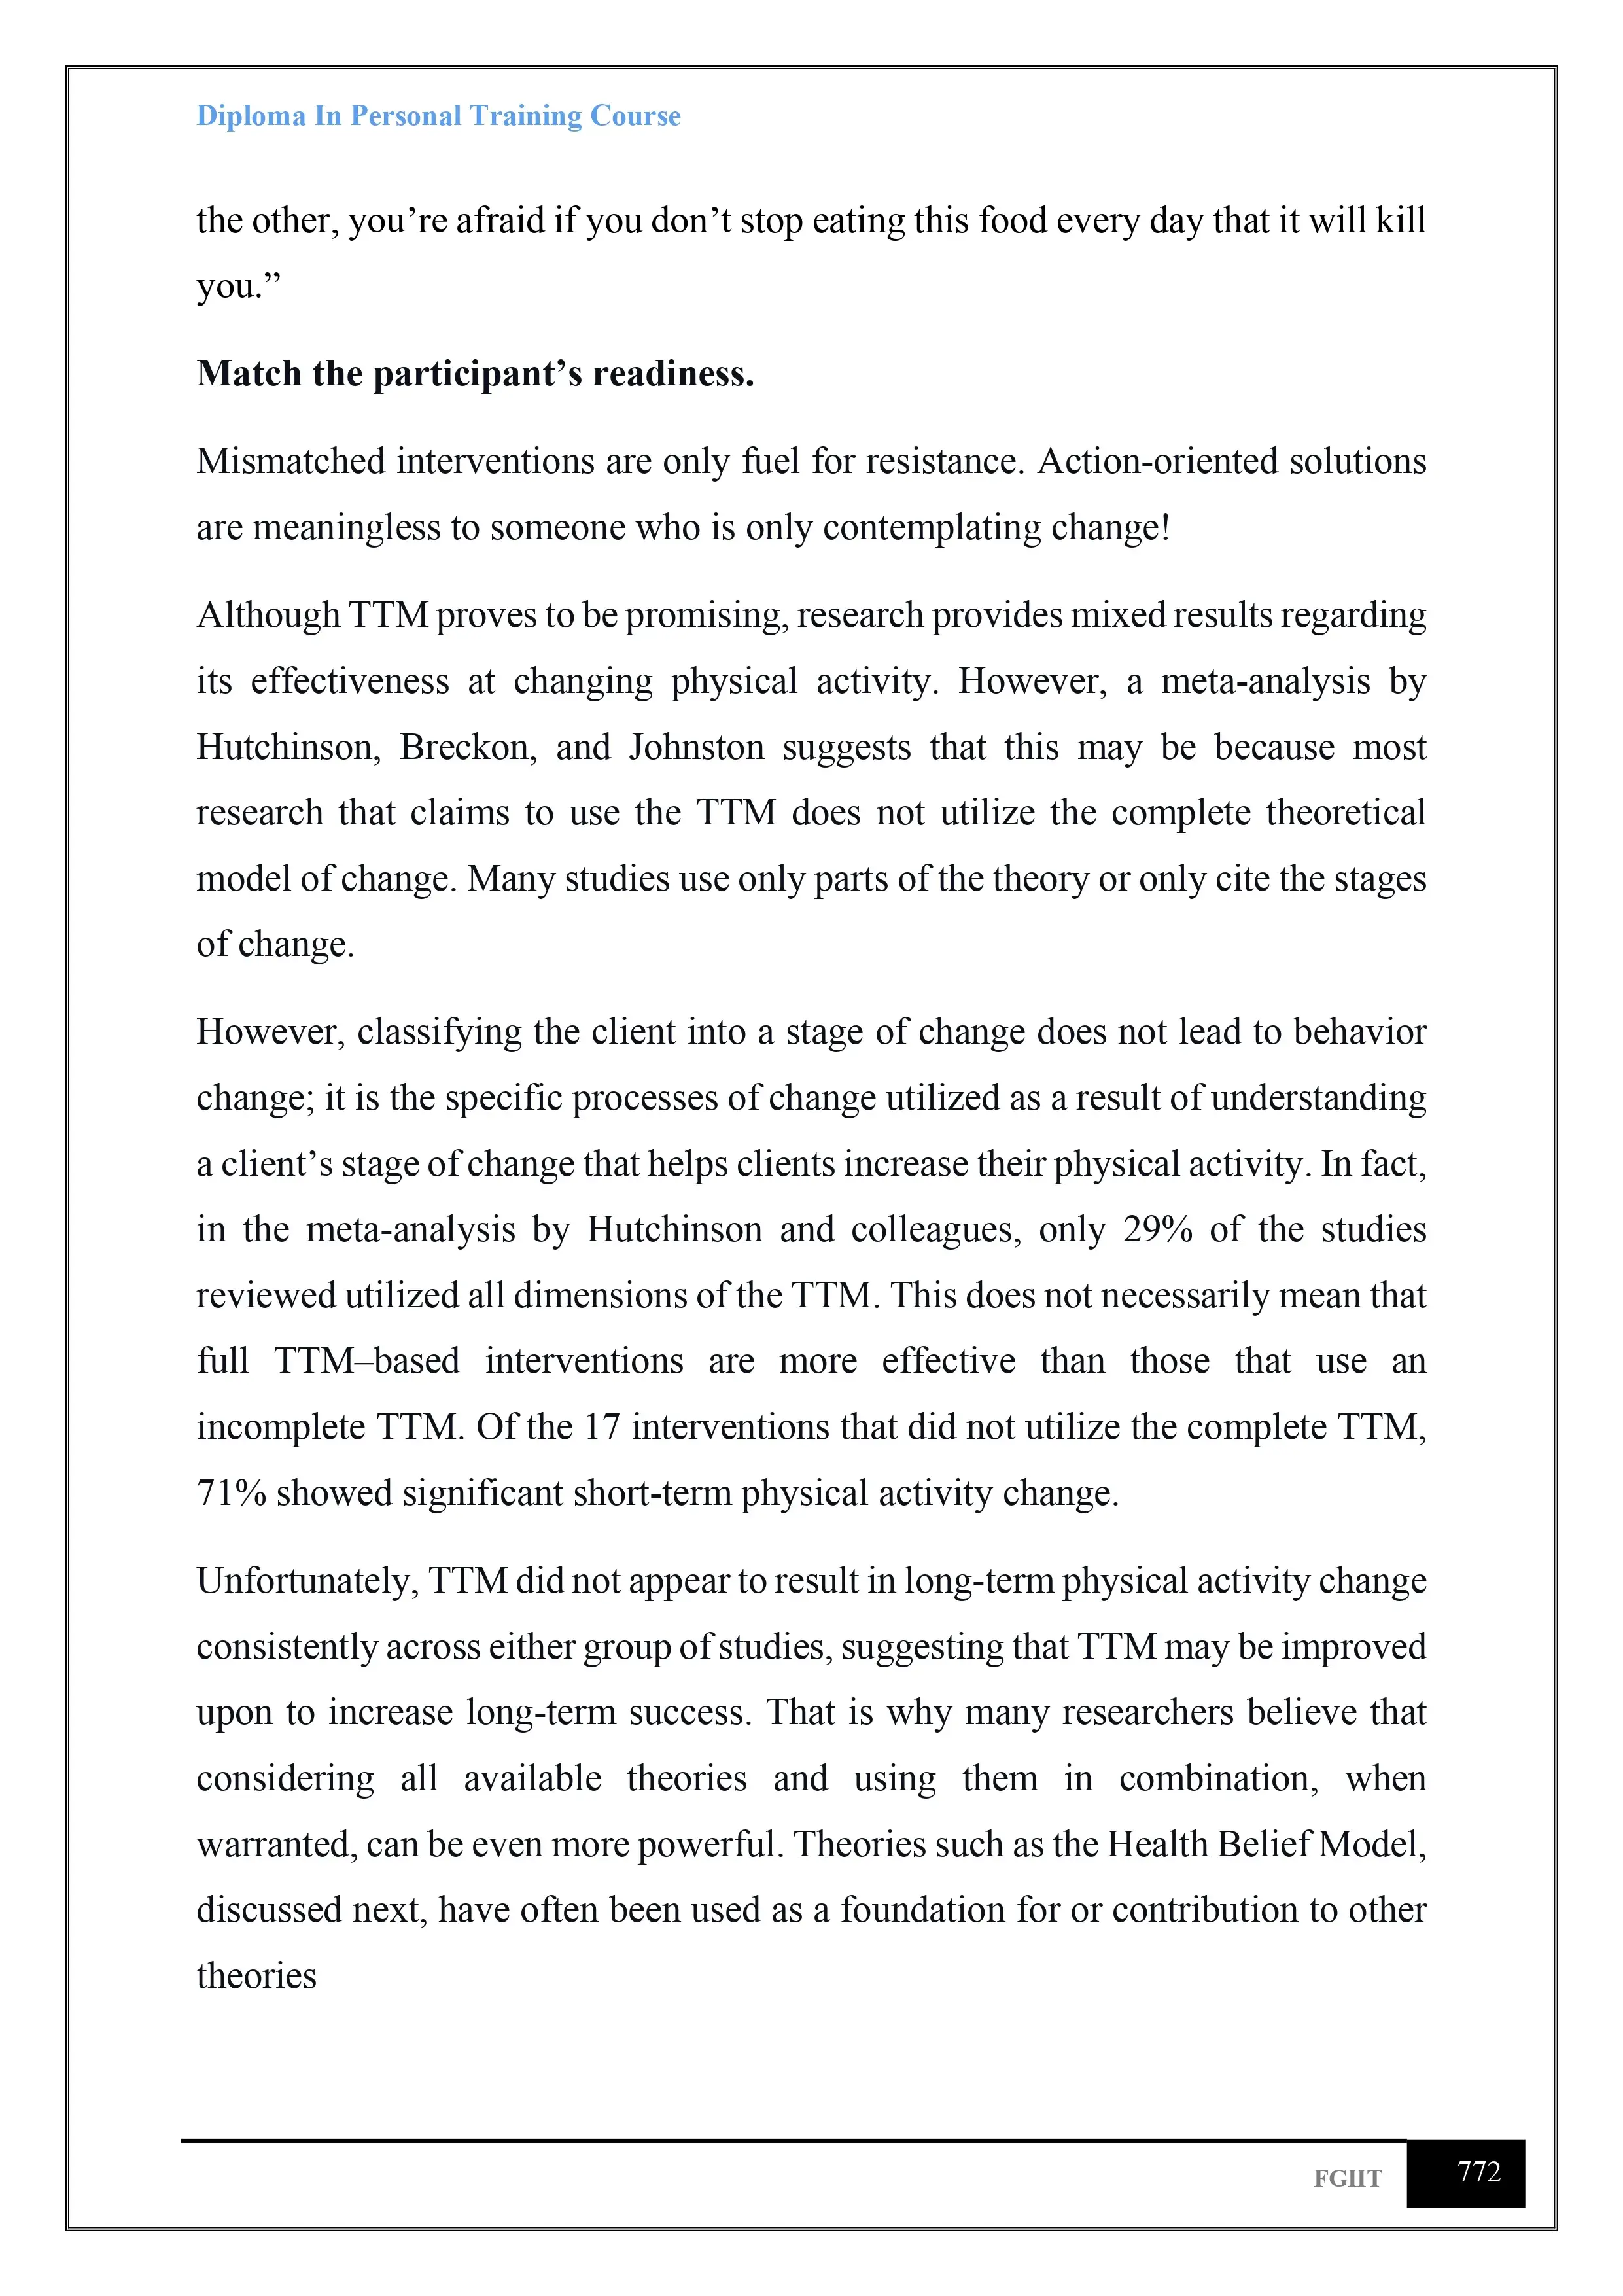 Diploma In Personal Training Course
the other, you’re afraid if you don’t stop eating this food every day that it will kill
you.”
Match the participant’s readiness.
Mismatched interventions are only fuel for resistance. Action-oriented solutions
are meaningless to someone who is only contemplating change!
Although TTM proves to be promising, research provides mixed results regarding
its effectiveness at changing physical activity. However, a meta-analysis by
Hutchinson, Breckon, and Johnston suggests that this may be because most
research that claims to use the TTM does not utilize the complete theoretical
model of change. Many studies use only parts of the theory or only cite the stages
of change.
However, classifying the client into a stage of change does not lead to behavior
change; it is the specific processes of change utilized as a result of understanding
a client’s stage of change that helps clients increase their physical activity. In fact,
in the meta-analysis by Hutchinson and colleagues, only 29% of the studies
reviewed utilized all dimensions of the TTM. This does not necessarily mean that
full TTM–based interventions are more effective than those that use an
incomplete TTM. Of the 17 interventions that did not utilize the complete TTM,
71% showed significant short-term physical activity change.
Unfortunately, TTM did not appear to result in long-term physical activity change
consistently across either group of studies, suggesting that TTM may be improved
upon to increase long-term success. That is why many researchers believe that
considering all available theories and using them in combination, when
warranted, can be even more powerful. Theories such as the Health Belief Model,
discussed next, have often been used as a foundation for or contribution to other
theories
FGIIT
772